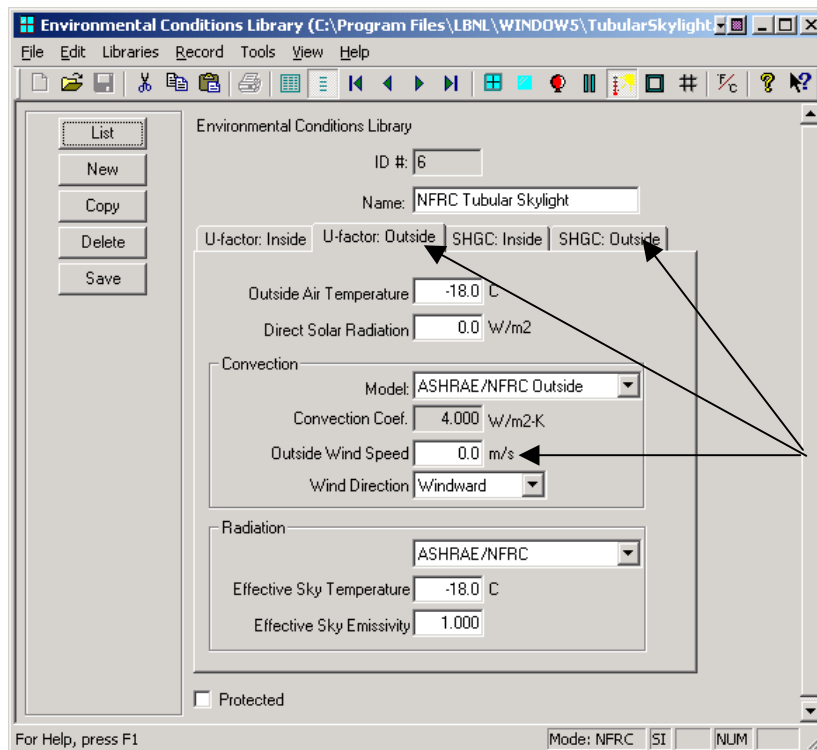 Environmental Conditions Library (C:\Program Files\LBNL\WINDOW5\TubularSkylight.
File Edit Libraries Record Tools View Help
°F/C
List
New
Copy
Delete
Save
Environmental Conditions Library
ID #: 6
Name: NFRC Tubular Skylight
U-factor: Inside U-factor: Outside SHGC: Inside SHGC: Outside
Outside Air Temperature -18.0 C
Direct Solar Radiation 0.0 W/m2
Convection
Model: ASHRAE/NFRC Outside
Convection Coef. 4.000 W/m2-K
Outside Wind Speed 0.0 m/s
Wind Direction Windward
Radiation
ASHRAE/NFRC
Effective Sky Temperature -18.0 C
Effective Sky Emissivity 1.000
Protected
For Help, press F1 Mode: NFRC SI NUM